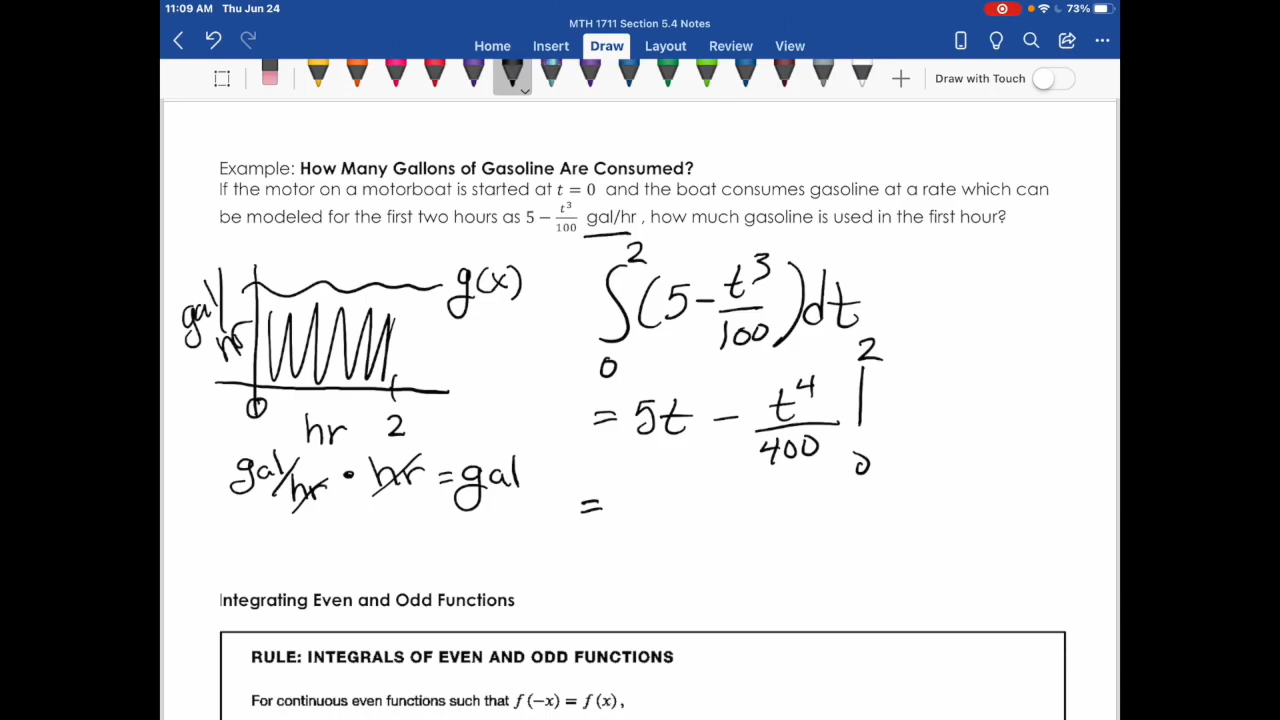 11:09 AM Thu Jun 24
73%
MTH 1711 Section 5.4 Notes
Home Insert Draw Layout Review View
Draw with Touch
Example: How Many Gallons of Gasoline Are Consumed?
If the motor on a motorboat is started at t = 0 and the boat consumes gasoline at a rate which can
be modeled for the first two hours as 5 − t³/100 gal/hr , how much gasoline is used in the first hour?
gal/hr
g(x)
0 2
hr
gal/hr · hr = gal
∫₀² (5 − t³/100) dt
= 5t − t⁴/400 |₀²
=
Integrating Even and Odd Functions
RULE: INTEGRALS OF EVEN AND ODD FUNCTIONS
For continuous even functions such that f (−x) = f (x),